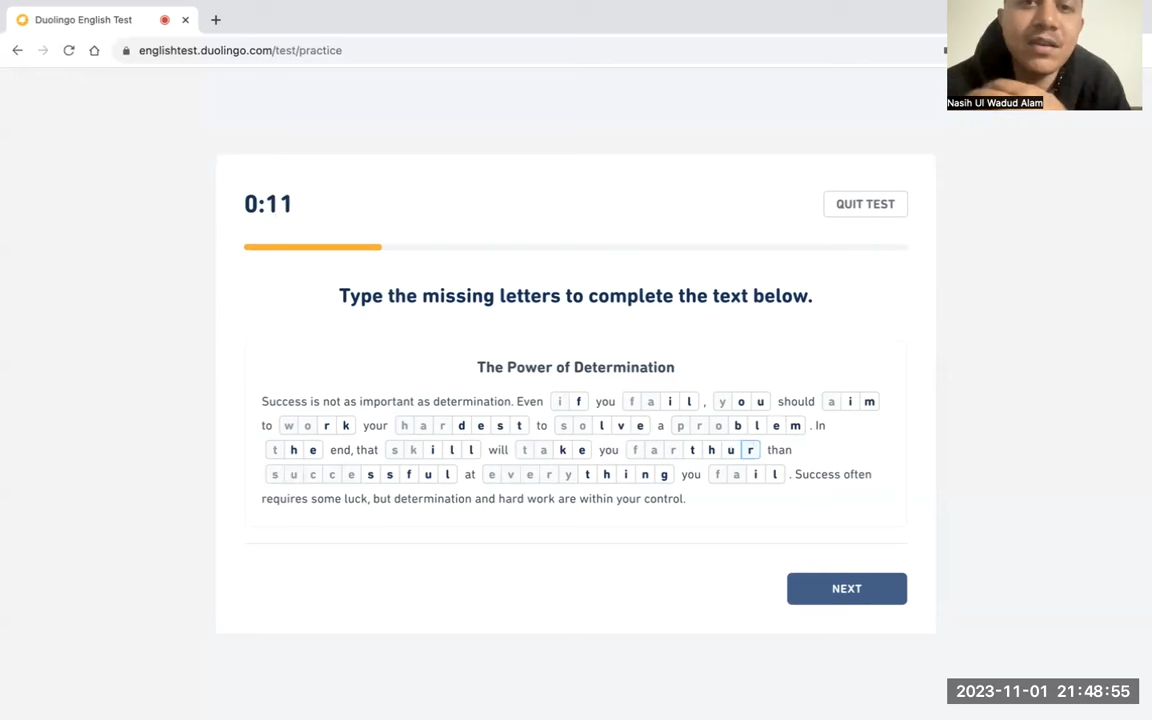 Duolingo English Test
englishtest.duolingo.com/test/practice
Nasih Ul Wadud Alam
0:11
QUIT TEST
Type the missing letters to complete the text below.
The Power of Determination
Success is not as important as determination. Even if you fail, you should aim
to work your hardest to solve a problem. In
the end, that skill will take you farthur than
successful at everything you fail. Success often
requires some luck, but determination and hard work are within your control.
NEXT
2023-11-01 21:48:55